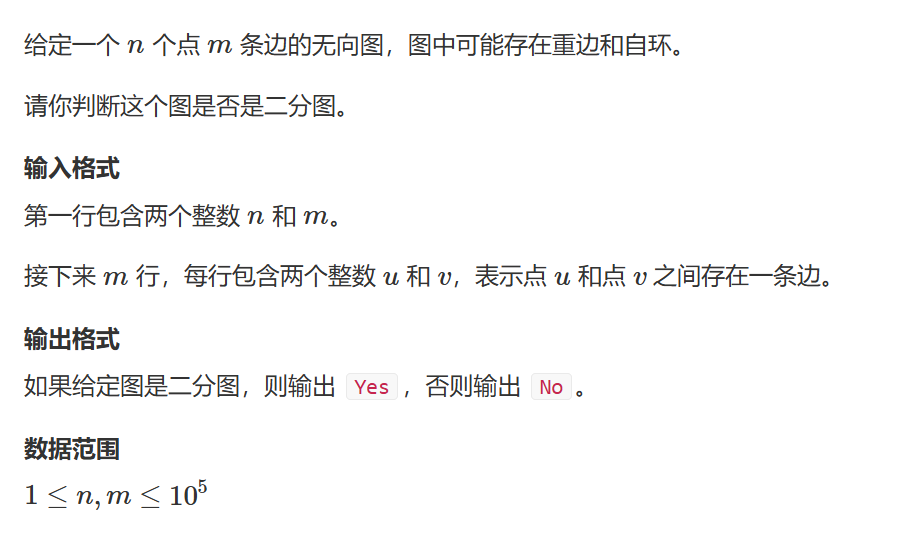 给定一个 n 个点 m 条边的无向图，图中可能存在重边和自环。
请你判断这个图是否是二分图。
输入格式
第一行包含两个整数 n 和 m。
接下来 m 行，每行包含两个整数 u 和 v，表示点 u 和点 v 之间存在一条边。
输出格式
如果给定图是二分图，则输出 Yes ，否则输出 No 。
数据范围
1 ≤ n, m ≤ 10⁵